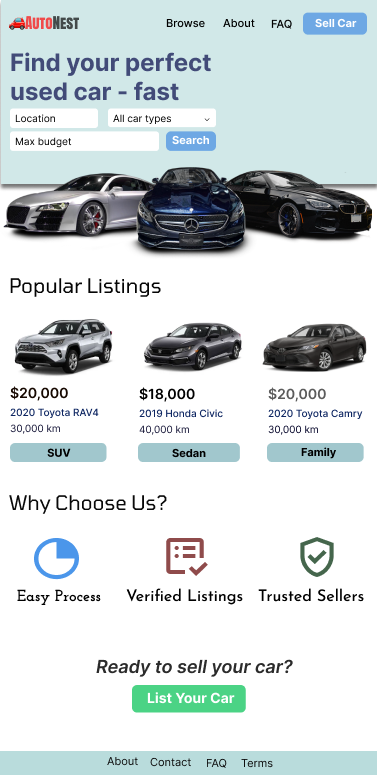 AUTONEST
Browse About FAQ Sell Car
Find your perfect
used car - fast
Location All car types
Max budget Search
Popular Listings
$20,000 $18,000 $20,000
2020 Toyota RAV4 2019 Honda Civic 2020 Toyota Camry
30,000 km 40,000 km 30,000 km
SUV Sedan Family
Why Choose Us?
Easy Process Verified Listings Trusted Sellers
Ready to sell your car?
List Your Car
About Contact FAQ Terms